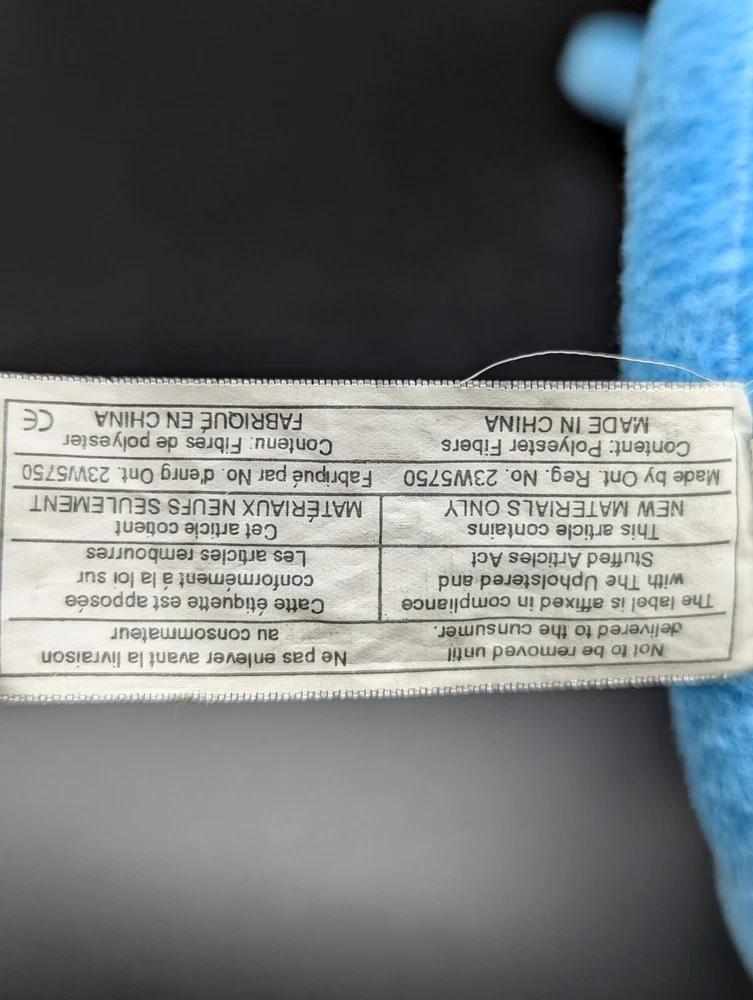 Not to be removed until
delivered to the cunsumer.
Ne pas enlever avant la livraison
au consommateur
The label is affixed in compliance
with The Upholstered and
Stuffed Articles Act
Catte étiquette est apposée
conformément à la loi sur
Les articles rembourres
This article contains
NEW MATERIALS ONLY
Cet article cotient
MATÉRIAUX NEUFS SEULEMENT
Made by Ont. Reg. No. 23W5750
Fabripué par No. d'enrg Ont. 23W5750
Content: Polyester Fibers
MADE IN CHINA
Contenu: Fibres de polyester
FABRIQUÉ EN CHINA
CE